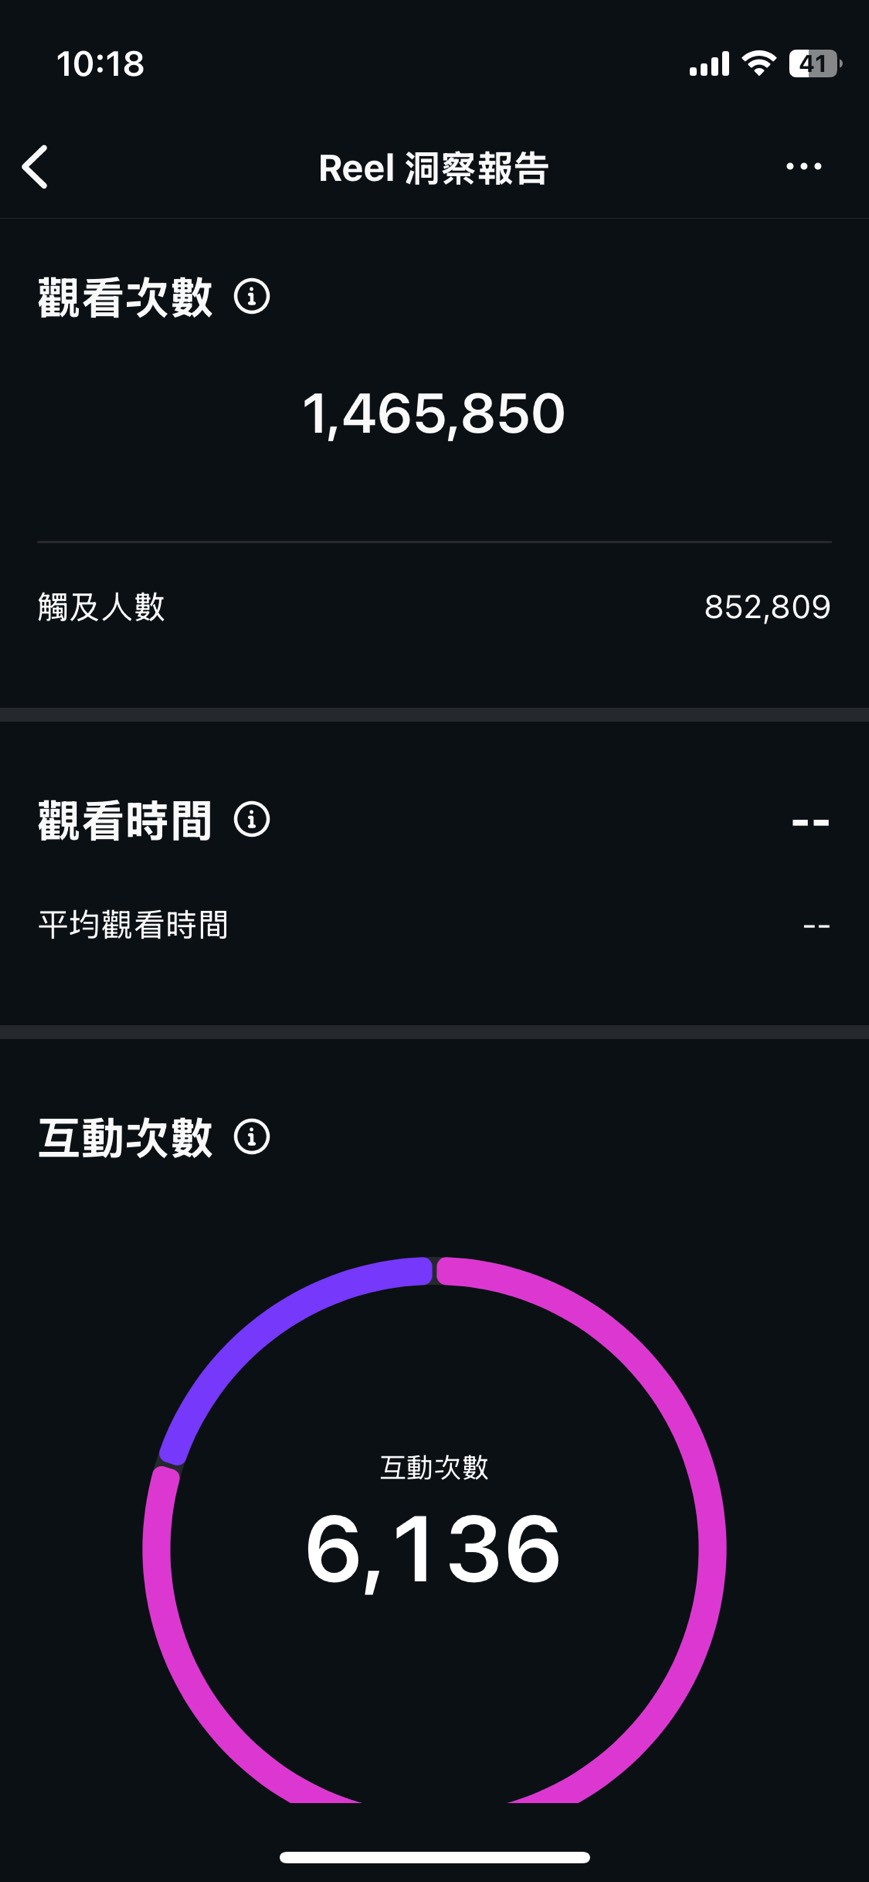 10:18
41
Reel 洞察報告
觀看次數
1,465,850
觸及人數 852,809
觀看時間 --
平均觀看時間 --
互動次數
互動次數
6,136